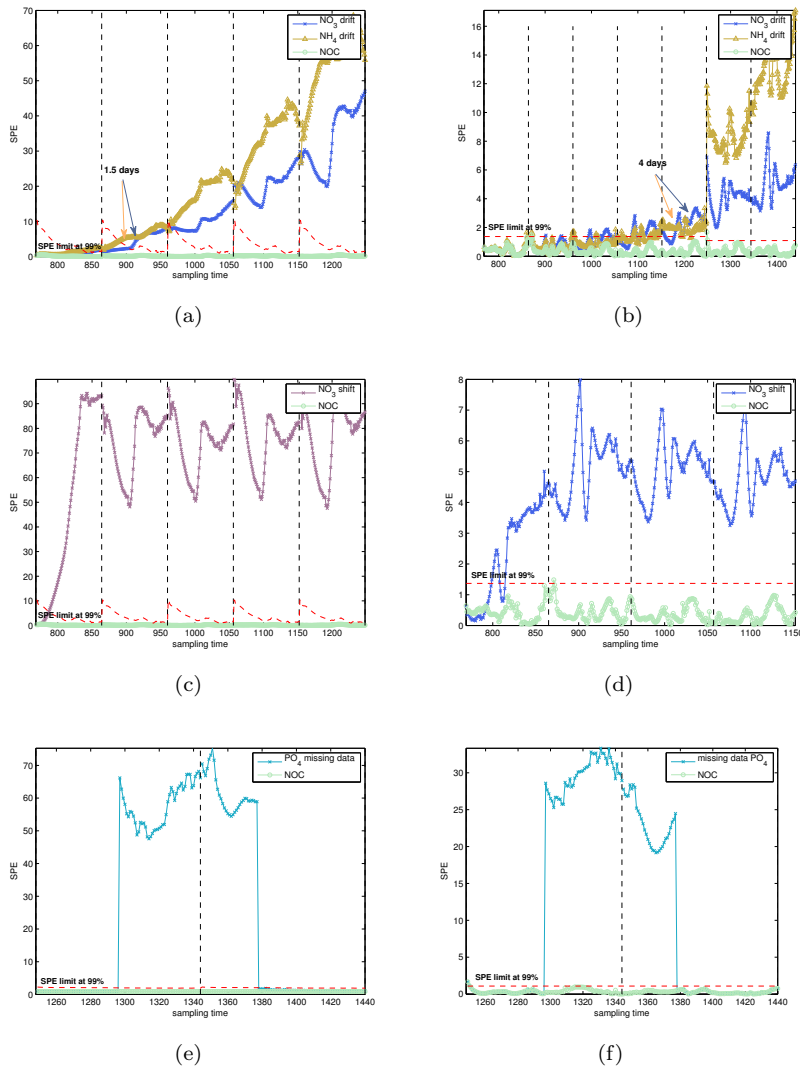 70
60
50
40
30
20
10
0
SPE
NO3 drift
NH4 drift
NOC
1.5 days
SPE limit at 99%
800 850 900 950 1000 1050 1100 1150 1200
sampling time
(a)
16
14
12
10
8
6
4
2
0
SPE
NO3 drift
NH4 drift
NOC
4 days
SPE limit at 99%
800 900 1000 1100 1200 1300 1400
sampling time
(b)
90
80
70
60
50
40
30
20
10
0
SPE
NO3 shift
NOC
SPE limit at 99%
800 850 900 950 1000 1050 1100 1150 1200
sampling time
(c)
8
7
6
5
4
3
2
1
0
SPE
NO3 shift
NOC
SPE limit at 99%
800 850 900 950 1000 1050 1100 1150
sampling time
(d)
70
60
50
40
30
20
10
0
SPE
PO4 missing data
NOC
SPE limit at 99%
1260 1280 1300 1320 1340 1360 1380 1400 1420 1440
sampling time
(e)
30
25
20
15
10
5
0
SPE
missing data PO4
NOC
SPE limit at 99%
1260 1280 1300 1320 1340 1360 1380 1400 1420 1440
sampling time
(f)